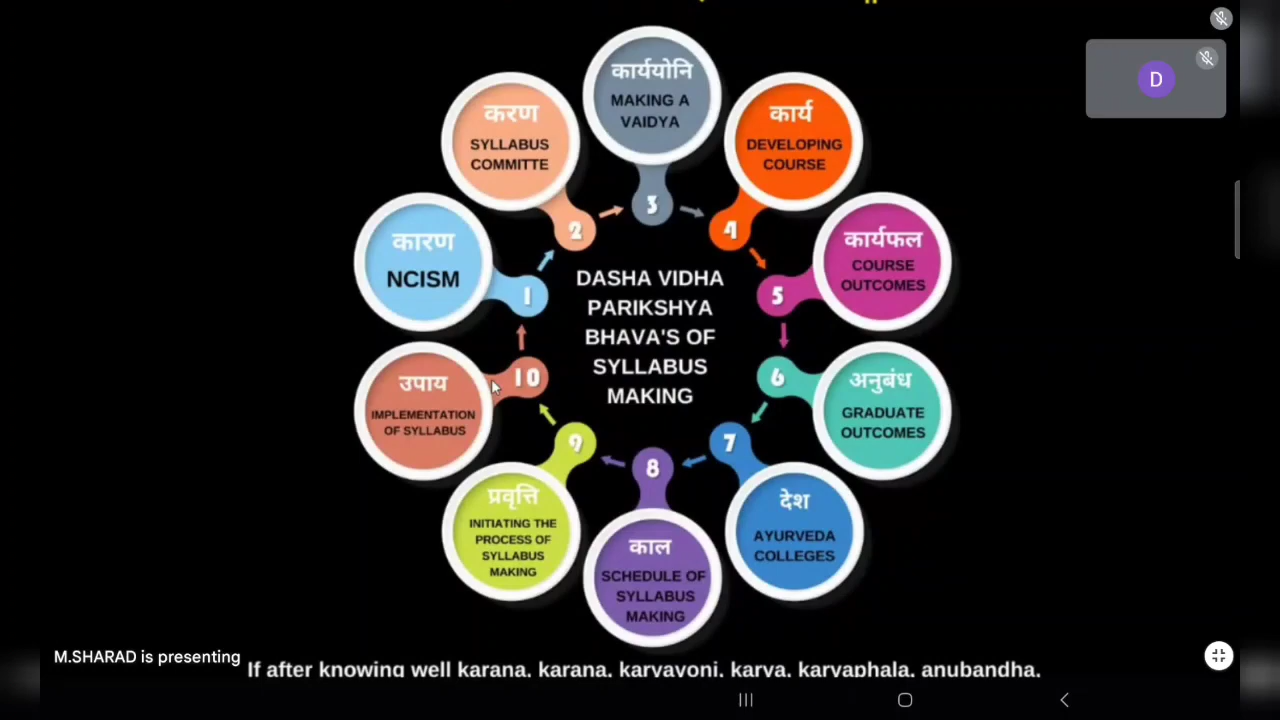 कारण
NCISM
1
करण
SYLLABUS
COMMITTE
2
कार्ययोनि
MAKING A
VAIDYA
3
कार्य
DEVELOPING
COURSE
4
कार्यफल
COURSE
OUTCOMES
5
अनुबंध
GRADUATE
OUTCOMES
6
देश
AYURVEDA
COLLEGES
7
काल
SCHEDULE OF
SYLLABUS
MAKING
8
प्रवृत्ति
INITIATING THE
PROCESS OF
SYLLABUS
MAKING
9
उपाय
IMPLEMENTATION
OF SYLLABUS
10
DASHA VIDHA
PARIKSHYA
BHAVA'S OF
SYLLABUS
MAKING
D
M.SHARAD is presenting
If after knowing well karana, karana, karyayoni, karya, karyaphala, anubandha,